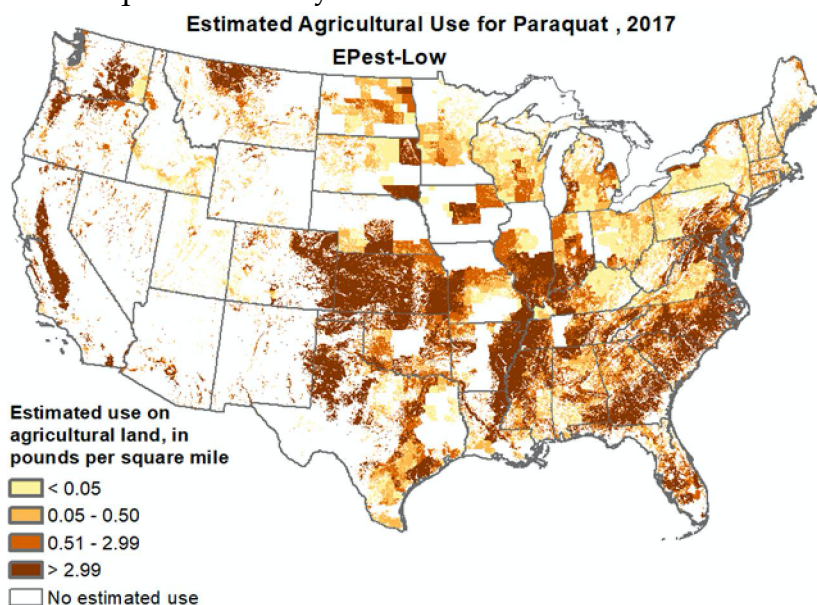 Estimated Agricultural Use for Paraquat , 2017
EPest-Low
Estimated use on
agricultural land, in
pounds per square mile
< 0.05
0.05 - 0.50
0.51 - 2.99
> 2.99
No estimated use